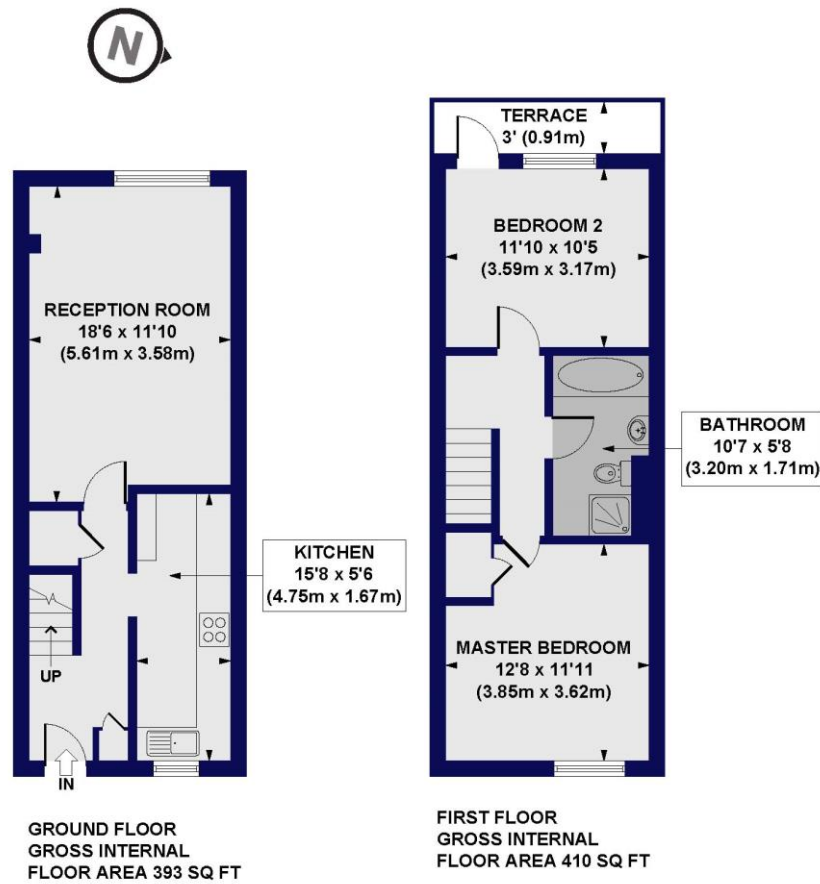 N
TERRACE
3' (0.91m)
BEDROOM 2
11'10 x 10'5
(3.59m x 3.17m)
RECEPTION ROOM
18'6 x 11'10
(5.61m x 3.58m)
BATHROOM
10'7 x 5'8
(3.20m x 1.71m)
KITCHEN
15'8 x 5'6
(4.75m x 1.67m)
MASTER BEDROOM
12'8 x 11'11
(3.85m x 3.62m)
UP
IN
GROUND FLOOR
GROSS INTERNAL
FLOOR AREA 393 SQ FT
FIRST FLOOR
GROSS INTERNAL
FLOOR AREA 410 SQ FT